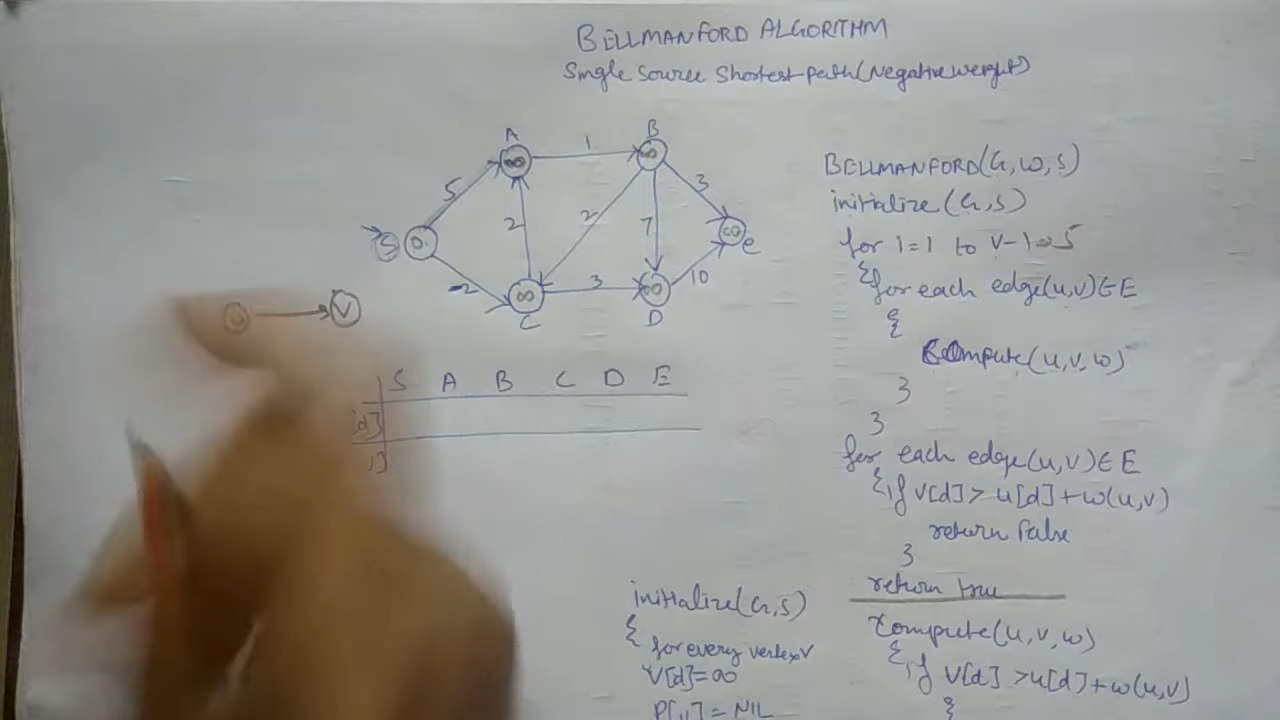 BELLMANFORD ALGORITHM
Single Source Shortest path (Negative weight)
A
1
B
5
3
2
2
7
S
0
∞
∞
∞
∞
∞
E
2
3
10
C
D
u
v
S A B C D E
[d]
BELLMANFORD(G, w, s)
initialize (G, s)
for i=1 to V-1 → 5
{ for each edge(u,v)∈E
{
Compute(u, v, w)
}
}
for each edge(u,v)∈E
{ if v[d] > u[d] + w(u,v)
return false
}
return true
initialize(G, s)
{
for every vertex v
V[d] = ∞
P[v] = NIL
Compute(u, v, w)
{ if v[d] > u[d] + w(u,v)
{